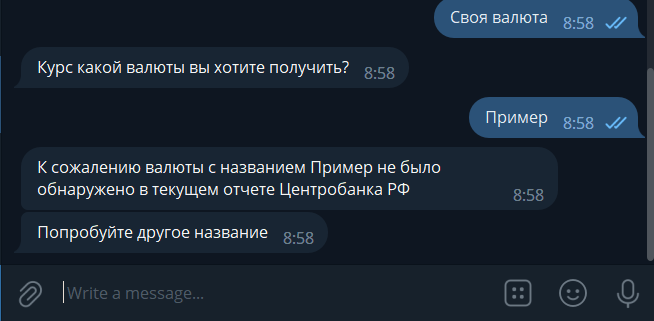 Своя валюта 8:58
Курс какой валюты вы хотите получить? 8:58
Пример 8:58
К сожалению валюты с названием Пример не было
обнаружено в текущем отчете Центробанка РФ 8:58
Попробуйте другое название 8:58
Write a message...